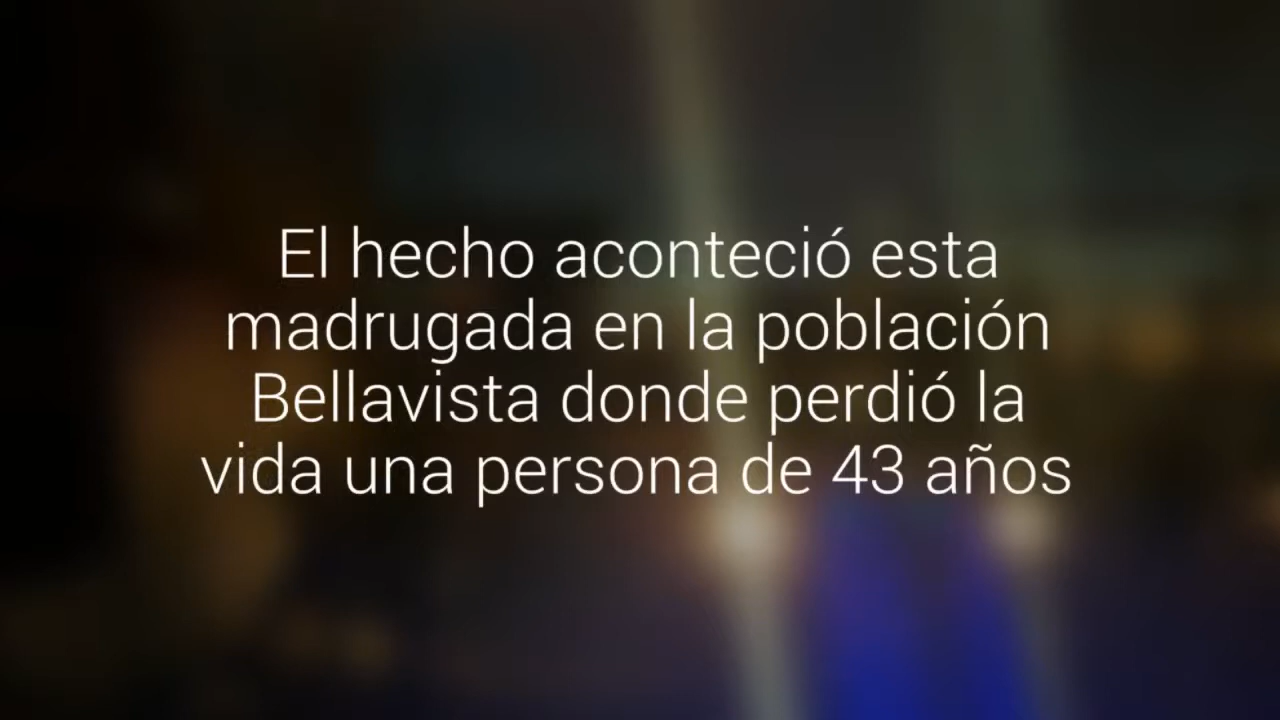 El hecho aconteció esta
madrugada en la población
Bellavista donde perdió la
vida una persona de 43 años